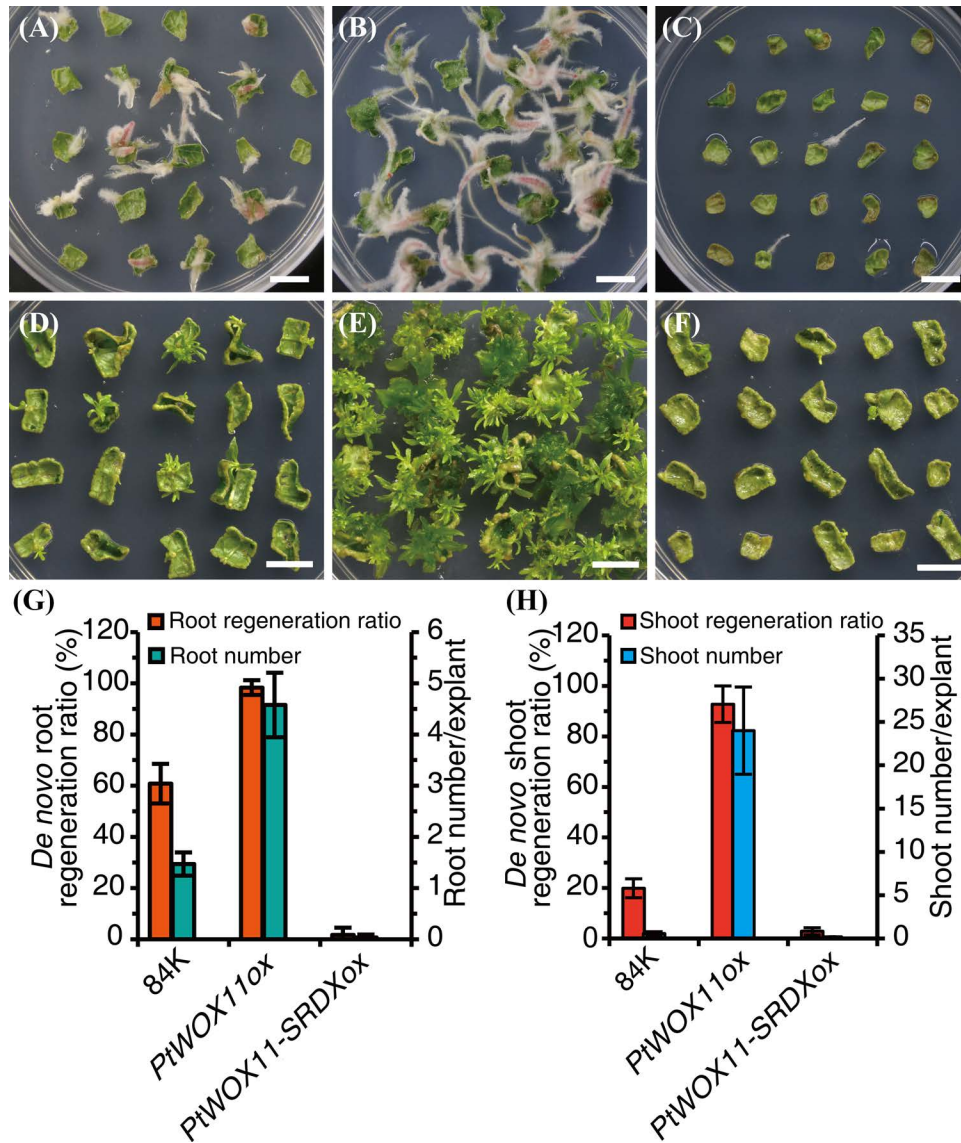 (A)
(B)
(C)
(D)
(E)
(F)
(G)
De novo root
regeneration ratio (%)
120
100
80
60
40
20
0
Root regeneration ratio
Root number
6
5
4
3
2
1
0
Root number/explant
84K
PtWOX11ox
PtWOX11-SRDXox
(H)
De novo shoot
regeneration ratio (%)
120
100
80
60
40
20
0
Shoot regeneration ratio
Shoot number
35
30
25
20
15
10
5
0
Shoot number/explant
84K
PtWOX11ox
PtWOX11-SRDXox